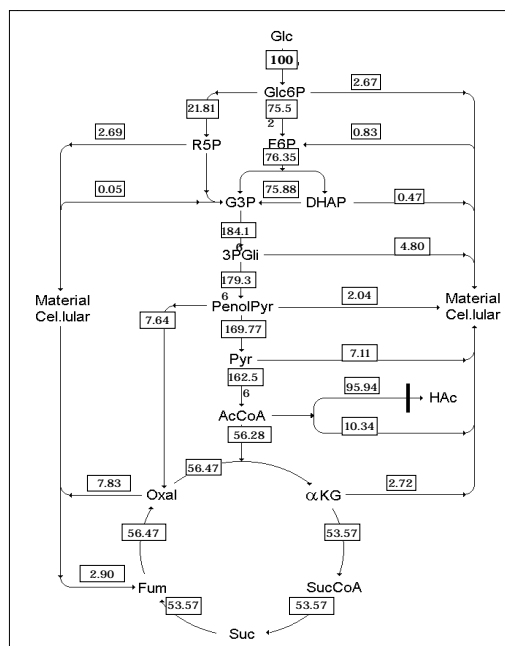 Glc
100
Glc6P
2.67
21.81
75.5
2
2.69
R5P
F6P
0.83
76.35
0.05
75.88
0.47
G3P
DHAP
184.1
6
3PGli
4.80
179.3
6
Material
Cel.lular
PenolPyr
2.04
Material
Cel.lular
7.64
169.77
Pyr
7.11
162.5
6
95.94
HAc
AcCoA
10.34
56.28
56.47
7.83
Oxal
αKG
2.72
56.47
53.57
2.90
Fum
SucCoA
53.57
53.57
Suc